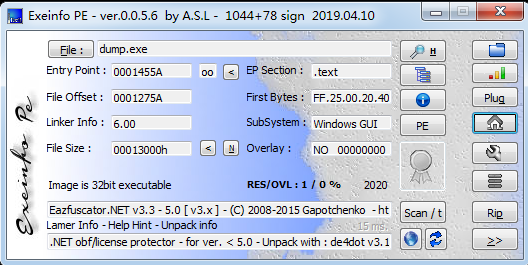 Exeinfo PE - ver.0.0.5.6 by A.S.L - 1044+78 sign 2019.04.10
File : dump.exe H
Entry Point : 0001455A oo < EP Section : .text
File Offset : 0001275A First Bytes : FF.25.00.20.40 Plug
Linker Info : 6.00 SubSystem : Windows GUI PE
File Size : 00013000h < N Overlay : NO 00000000
Image is 32bit executable RES/OVL : 1 / 0 % 2020
Eazfuscator.NET v3.3 - 5.0 [ v3.x ] - (C) 2008-2015 Gapotchenko - ht Scan / t Rip
Lamer Info - Help Hint - Unpack info 15 ms.
.NET obf/license protector - for ver. < 5.0 - Unpack with : de4dot v3.1 >>
Exeinfo Pe